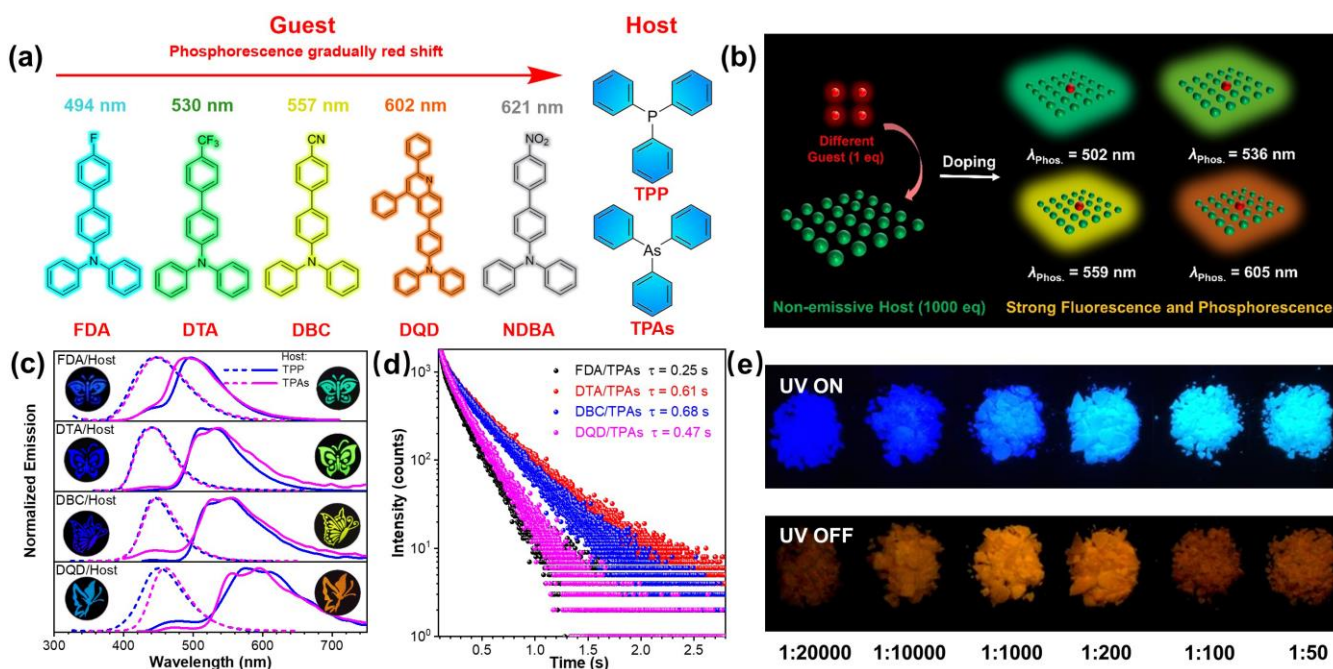 Guest
Host
Phosphorescence gradually red shift
(a)
494 nm
530 nm
557 nm
602 nm
621 nm
F
CF3
CN
N
NO2
N
N
N
N
N
P
TPP
As
TPAs
FDA
DTA
DBC
DQD
NDBA
(b)
Different
Guest (1 eq)
Doping
λPhos. = 502 nm
λPhos. = 536 nm
λPhos. = 559 nm
λPhos. = 605 nm
Non-emissive Host (1000 eq)
Strong Fluorescence and Phosphorescence
(c)
FDA/Host
Host:
TPP
TPAs
DTA/Host
DBC/Host
DQD/Host
Normalized Emission
300
400
500
600
700
Wavelength (nm)
(d)
FDA/TPAs τ = 0.25 s
DTA/TPAs τ = 0.61 s
DBC/TPAs τ = 0.68 s
DQD/TPAs τ = 0.47 s
Intensity (counts)
10³
10²
10¹
10⁰
0.5
1.0
1.5
2.0
2.5
Time (s)
(e)
UV ON
UV OFF
1:20000
1:10000
1:1000
1:200
1:100
1:50